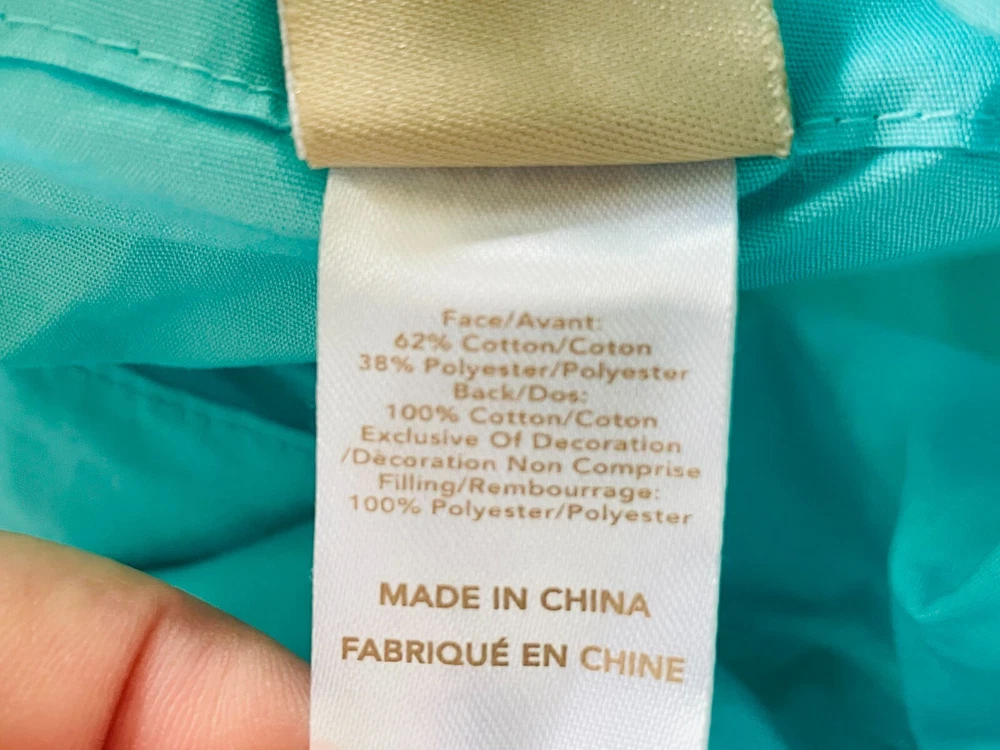 Face/Avant:
62% Cotton/Coton
38% Polyester/Polyester
Back/Dos:
100% Cotton/Coton
Exclusive Of Decoration
/Dècoration Non Comprise
Filling/Rembourrage:
100% Polyester/Polyester
MADE IN CHINA
FABRIQUÉ EN CHINE